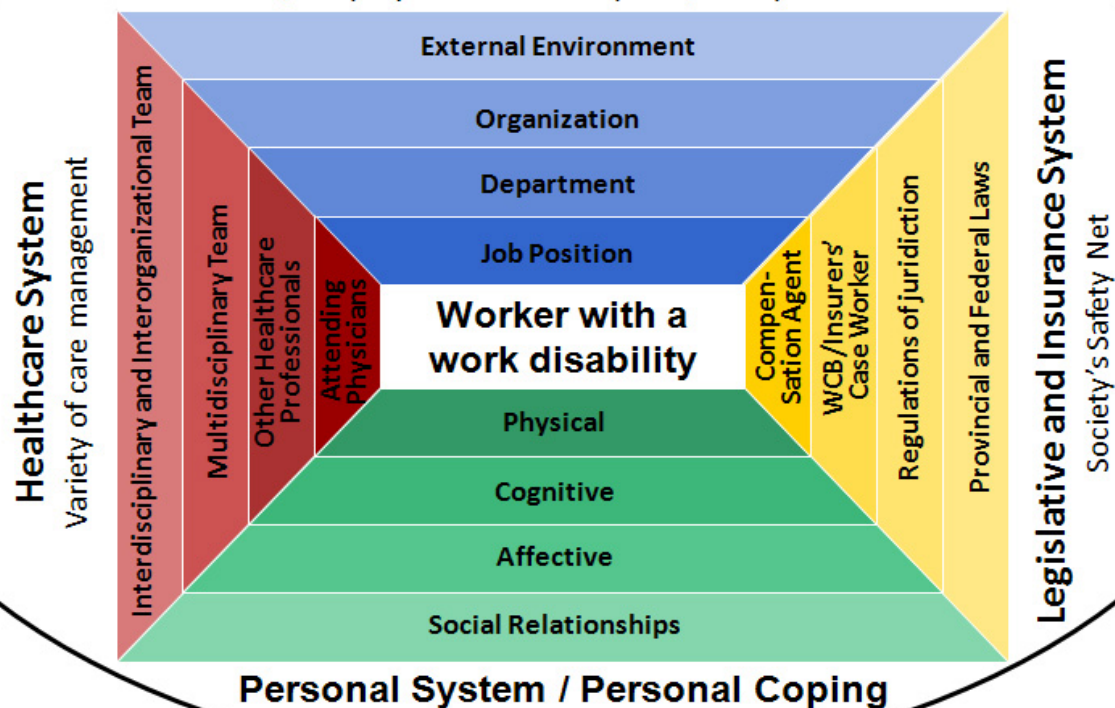 External Environment
Organization
Department
Job Position
Worker with a
work disability
Physical
Cognitive
Affective
Social Relationships
Personal System / Personal Coping
Healthcare System
Variety of care management
Interdisciplinary and Interorganizational Team
Multidisciplinary Team
Other Healthcare
Professionals
Attending
Physicians
Compen-
Sation Agent
WCB/Insurers'
Case Worker
Regulations of juridiction
Provincial and Federal Laws
Legislative and Insurance System
Society's Safety Net